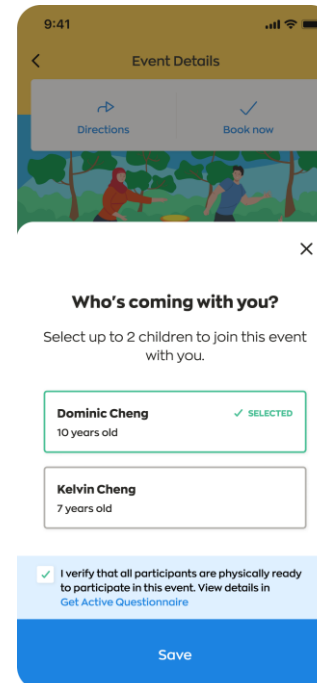 9:41
Event Details
Directions
Book now
Who's coming with you?
Select up to 2 children to join this event
with you.
Dominic Cheng
✓ SELECTED
10 years old
Kelvin Cheng
7 years old
I verify that all participants are physically ready
to participate in this event. View details in
Get Active Questionnaire
Save